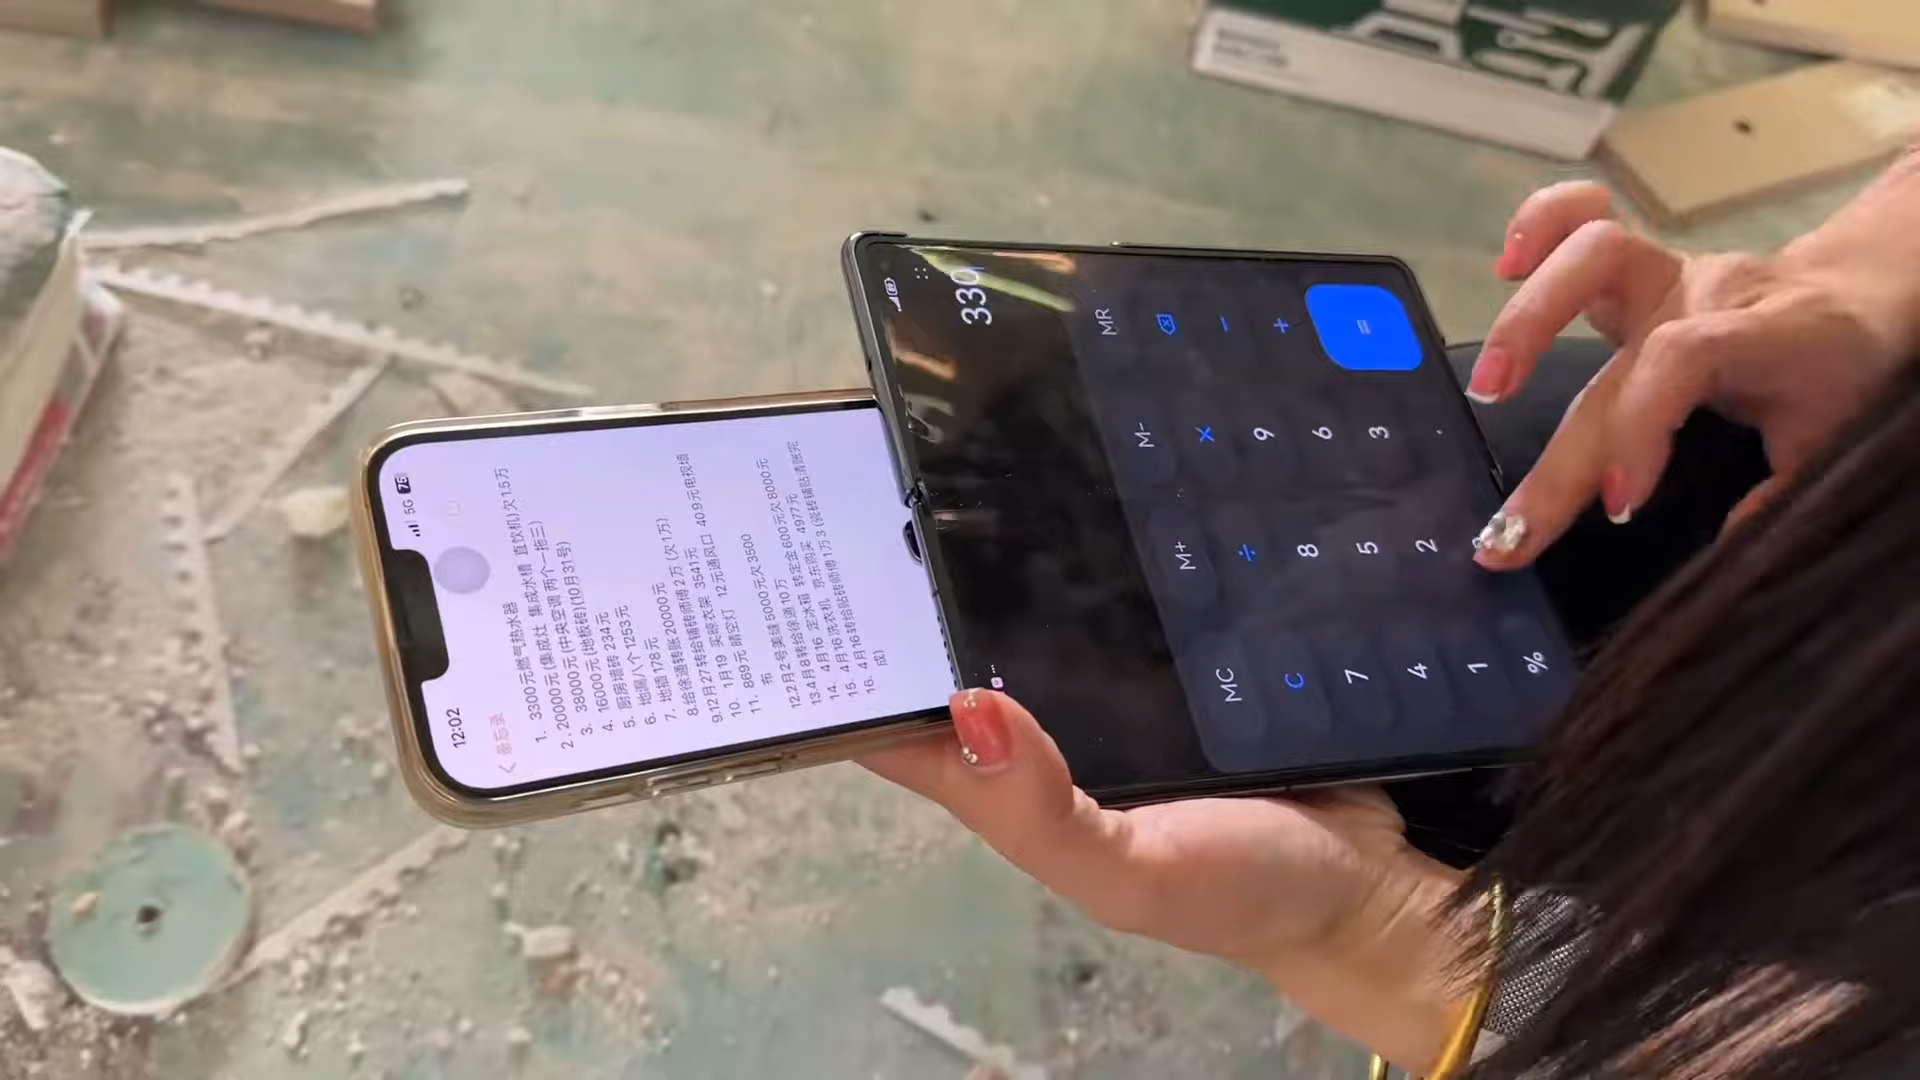 12:02
5G 75
备忘录
1. 3300元燃气热水器
2. 20000元(集成灶 集成水槽 直饮机)欠1.5万
3. 38000元(中央空调 两个一拖三)
4. 16000元(地板砖)(10月31号)
5. 厨房墙砖 234元
6. 地漏八个1253元
7. 地插178元
8.给徐通转账20000元
9.12月27转给铺砖师傅2万(欠1万)
10. 1月19 买晾衣架 3541元
11. 869元 晴空灯 12元通风口 40.9元电视墙
布
12.2月2号美缝5000元欠3500
13.4月8转给徐通10万
14. 4月16 定冰箱 转定金600元欠8000元
15. 4月16洗衣机 京东购买 4977元
16. 4月16转给贴砖师傅1万3(瓷砖铺贴清账完
成)
89
330
MC M+ M- MR
C ÷ ×
7 8 9 −
4 5 6 +
1 2 3
% . =